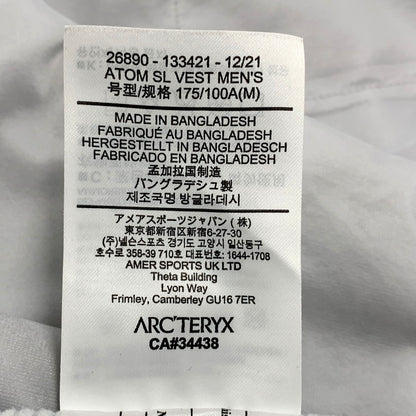 26890 - 133421 - 12/21
ATOM SL VEST MEN'S
号型/规格 175/100A(M)
MADE IN BANGLADESH
FABRIQUÉ AU BANGLADESH
HERGESTELLT IN BANGLADESCH
FABRICADO EN BANGLADESH
孟加拉国制造
バングラデシュ製
제조국명 방글라데시
アメアスポーツジャパン (株)
東京都新宿区新宿6-27-30
(주)넬슨스포츠 경기도 고양시 일산동구
호수로 358-39 710호 대표번호: 1644-1708
AMER SPORTS UK LTD
Theta Building
Lyon Way
Frimley, Camberley GU16 7ER
ARC'TERYX
CA#34438